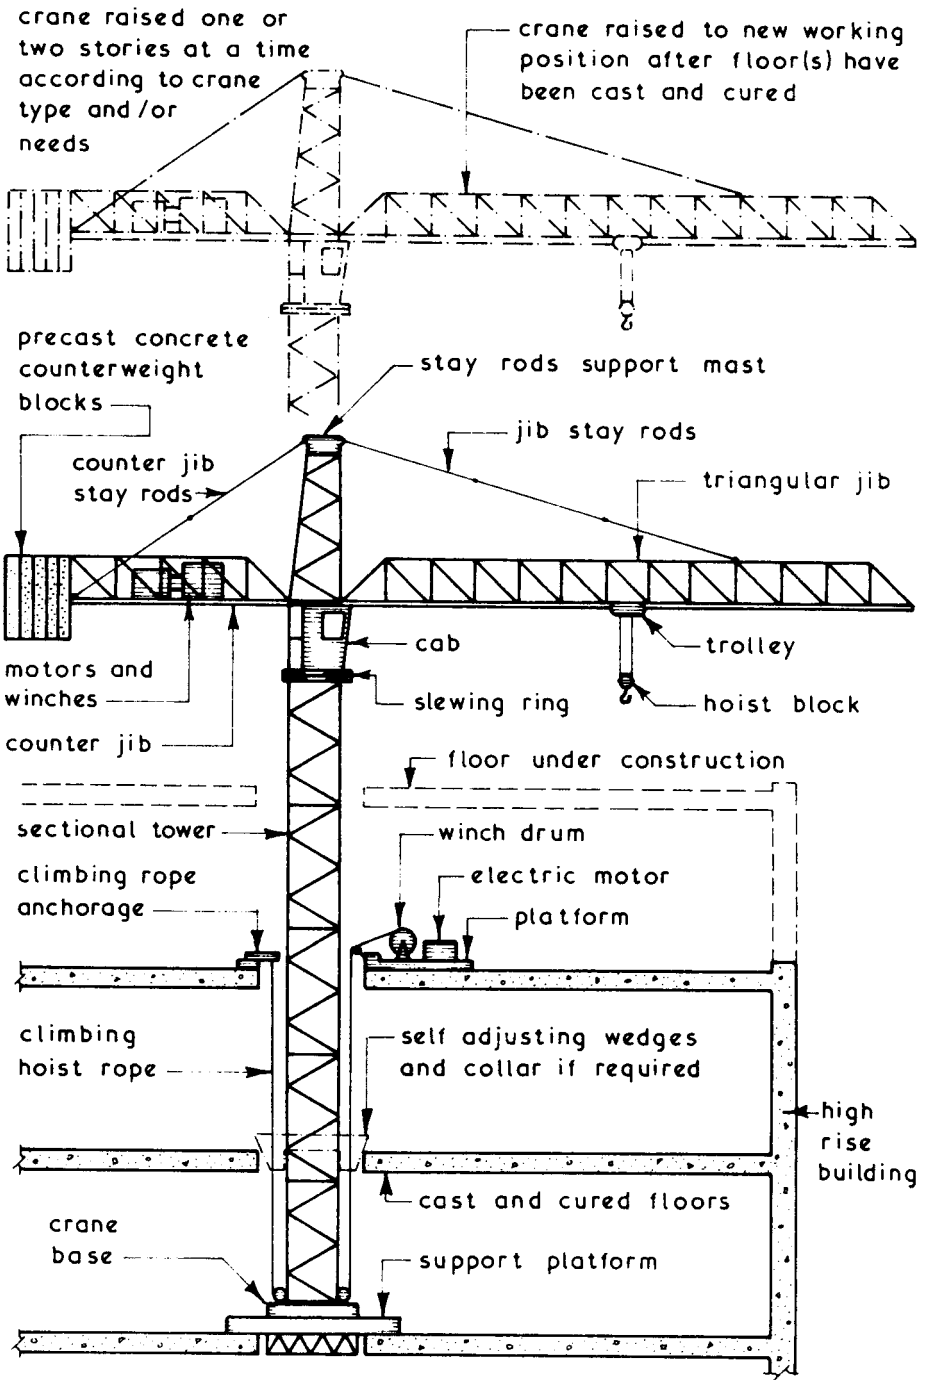 crane raised one or
two stories at a time
according to crane
type and/or
needs
crane raised to new working
position after floor(s) have
been cast and cured
precast concrete
counterweight
blocks
stay rods support mast
jib stay rods
counter jib
stay rods
triangular jib
cab
trolley
motors and
winches
slewing ring
hoist block
counter jib
floor under construction
sectional tower
winch drum
climbing rope
anchorage
electric motor
platform
climbing
hoist rope
self adjusting wedges
and collar if required
high
rise
building
cast and cured floors
crane
base
support platform